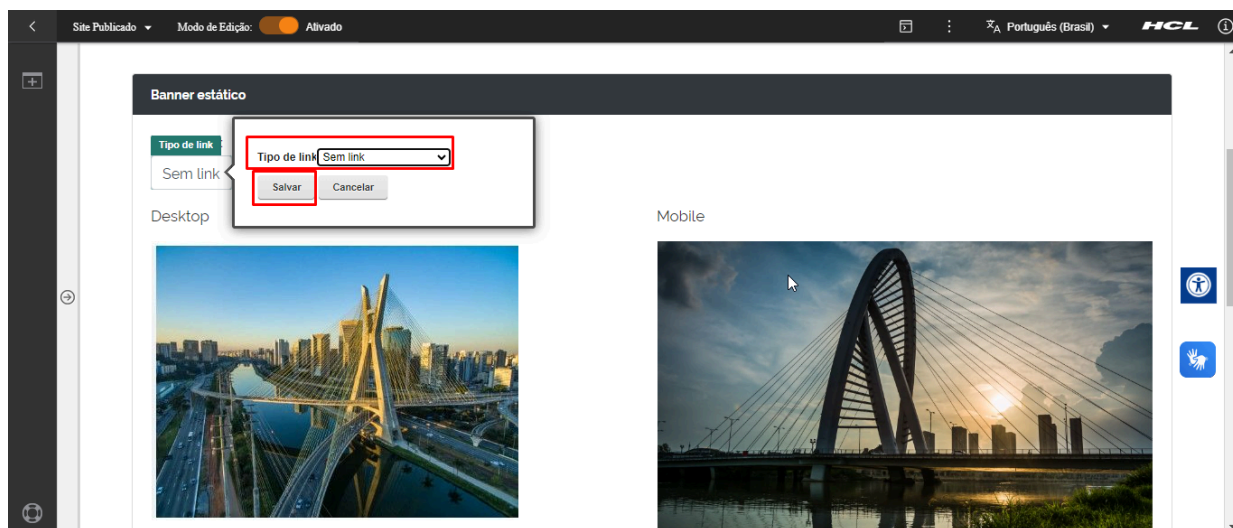 Site Publicado Modo de Edição: Ativado Português (Brasil) HCL
Banner estático
Tipo de link
Sem link
Tipo de link Sem link
Salvar Cancelar
Desktop Mobile